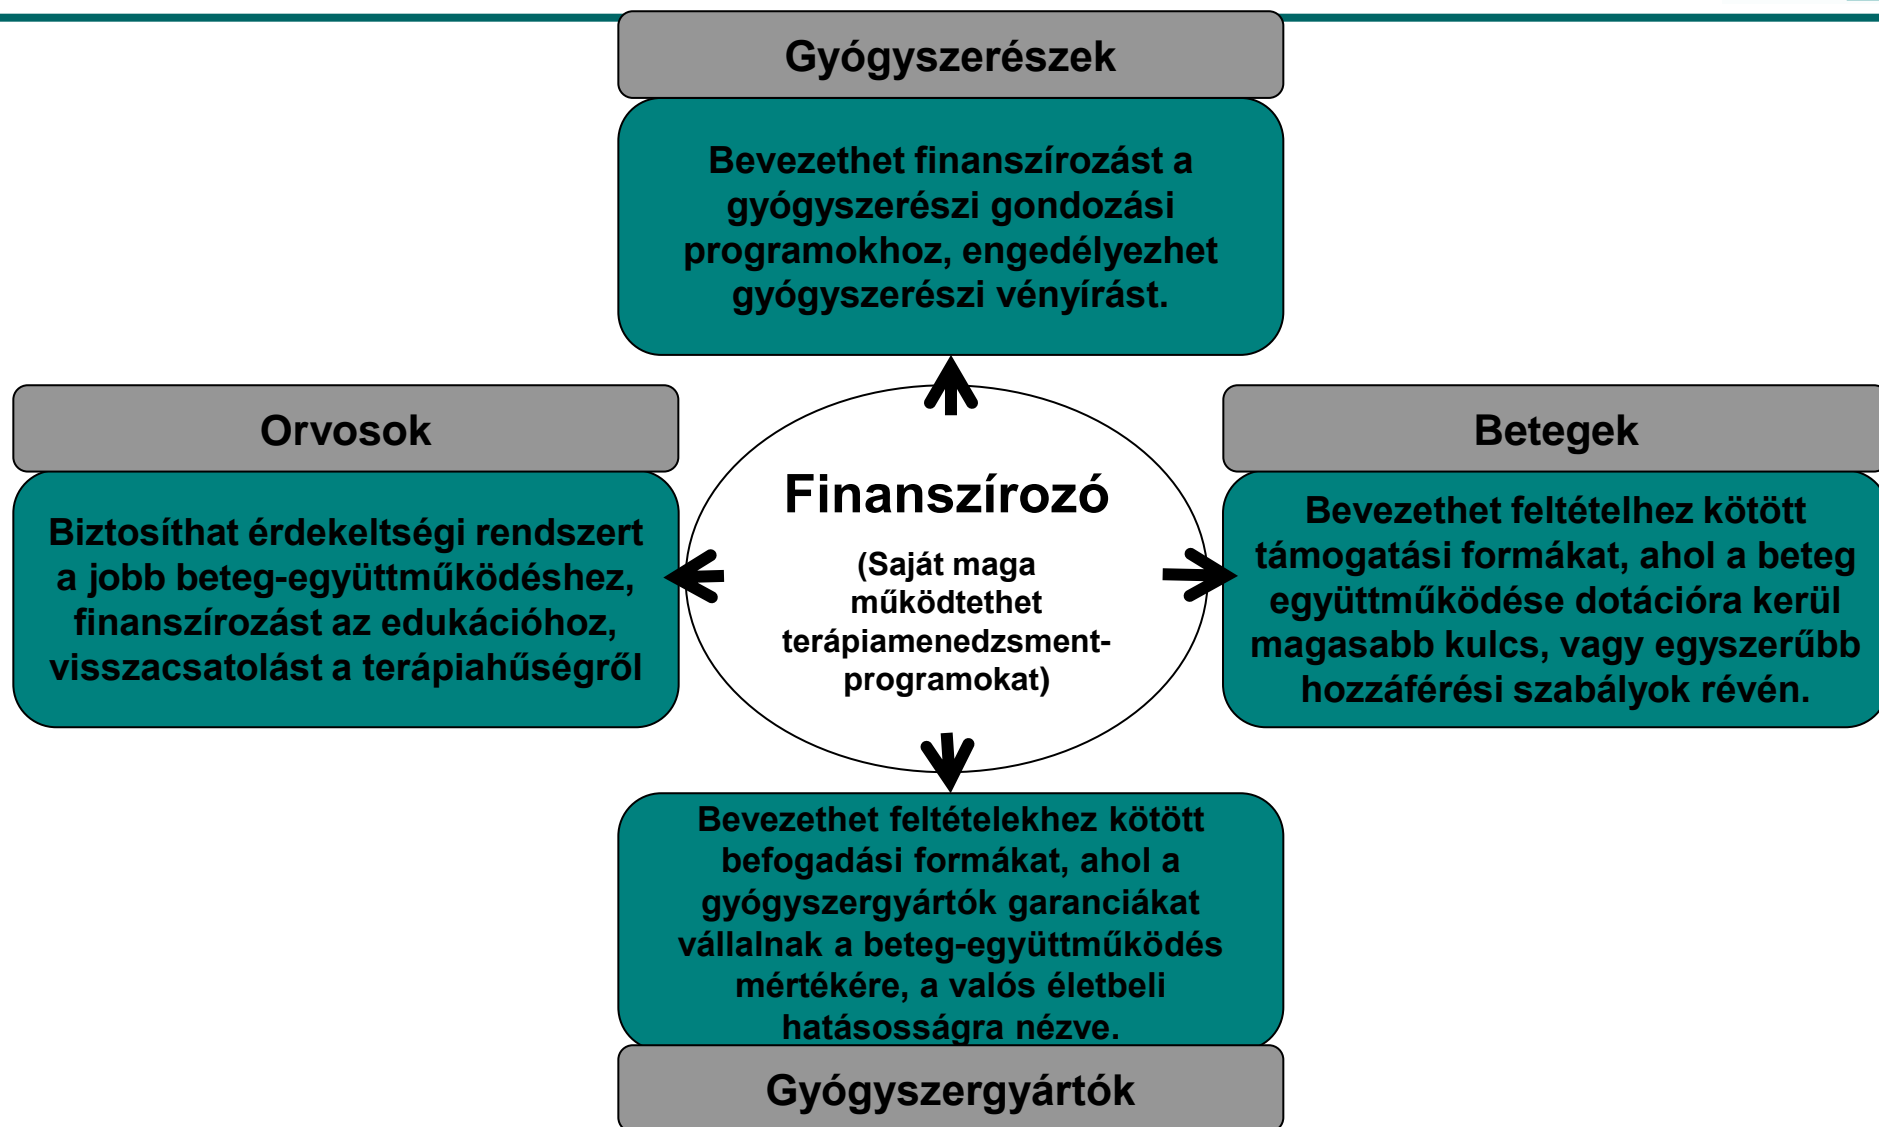 Gyógyszerészek
Bevezethet finanszírozást a
gyógyszerészi gondozási
programokhoz, engedélyezhet
gyógyszerészi vényírást.
Orvosok
Biztosíthat érdekeltségi rendszert
a jobb beteg-együttműködéshez,
finanszírozást az edukációhoz,
visszacsatolást a terápiahűségről
Finanszírozó
(Saját maga
működtethet
terápiamenedzsment-
programokat)
Betegek
Bevezethet feltételhez kötött
támogatási formákat, ahol a beteg
együttműködése dotációra kerül
magasabb kulcs, vagy egyszerűbb
hozzáférési szabályok révén.
Bevezethet feltételekhez kötött
befogadási formákat, ahol a
gyógyszergyártók garanciákat
vállalnak a beteg-együttműködés
mértékére, a valós életbeli
hatásosságra nézve.
Gyógyszergyártók